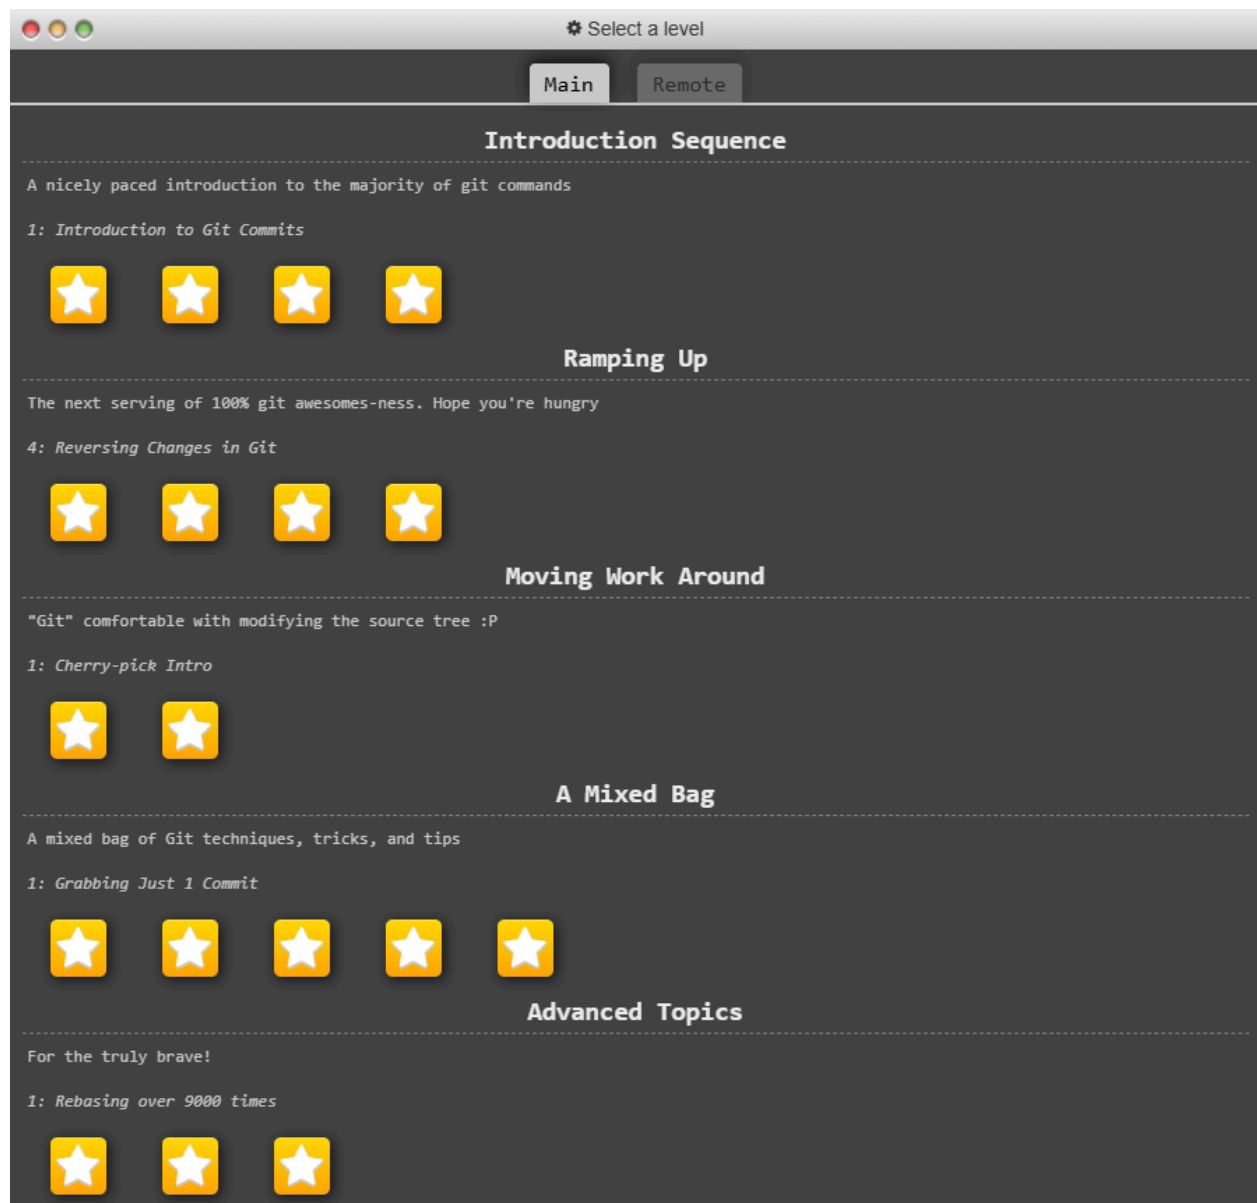 Select a level
Main Remote
Introduction Sequence
A nicely paced introduction to the majority of git commands
1: Introduction to Git Commits
Ramping Up
The next serving of 100% git awesomes-ness. Hope you're hungry
4: Reversing Changes in Git
Moving Work Around
"Git" comfortable with modifying the source tree :P
1: Cherry-pick Intro
A Mixed Bag
A mixed bag of Git techniques, tricks, and tips
1: Grabbing Just 1 Commit
Advanced Topics
For the truly brave!
1: Rebasing over 9000 times